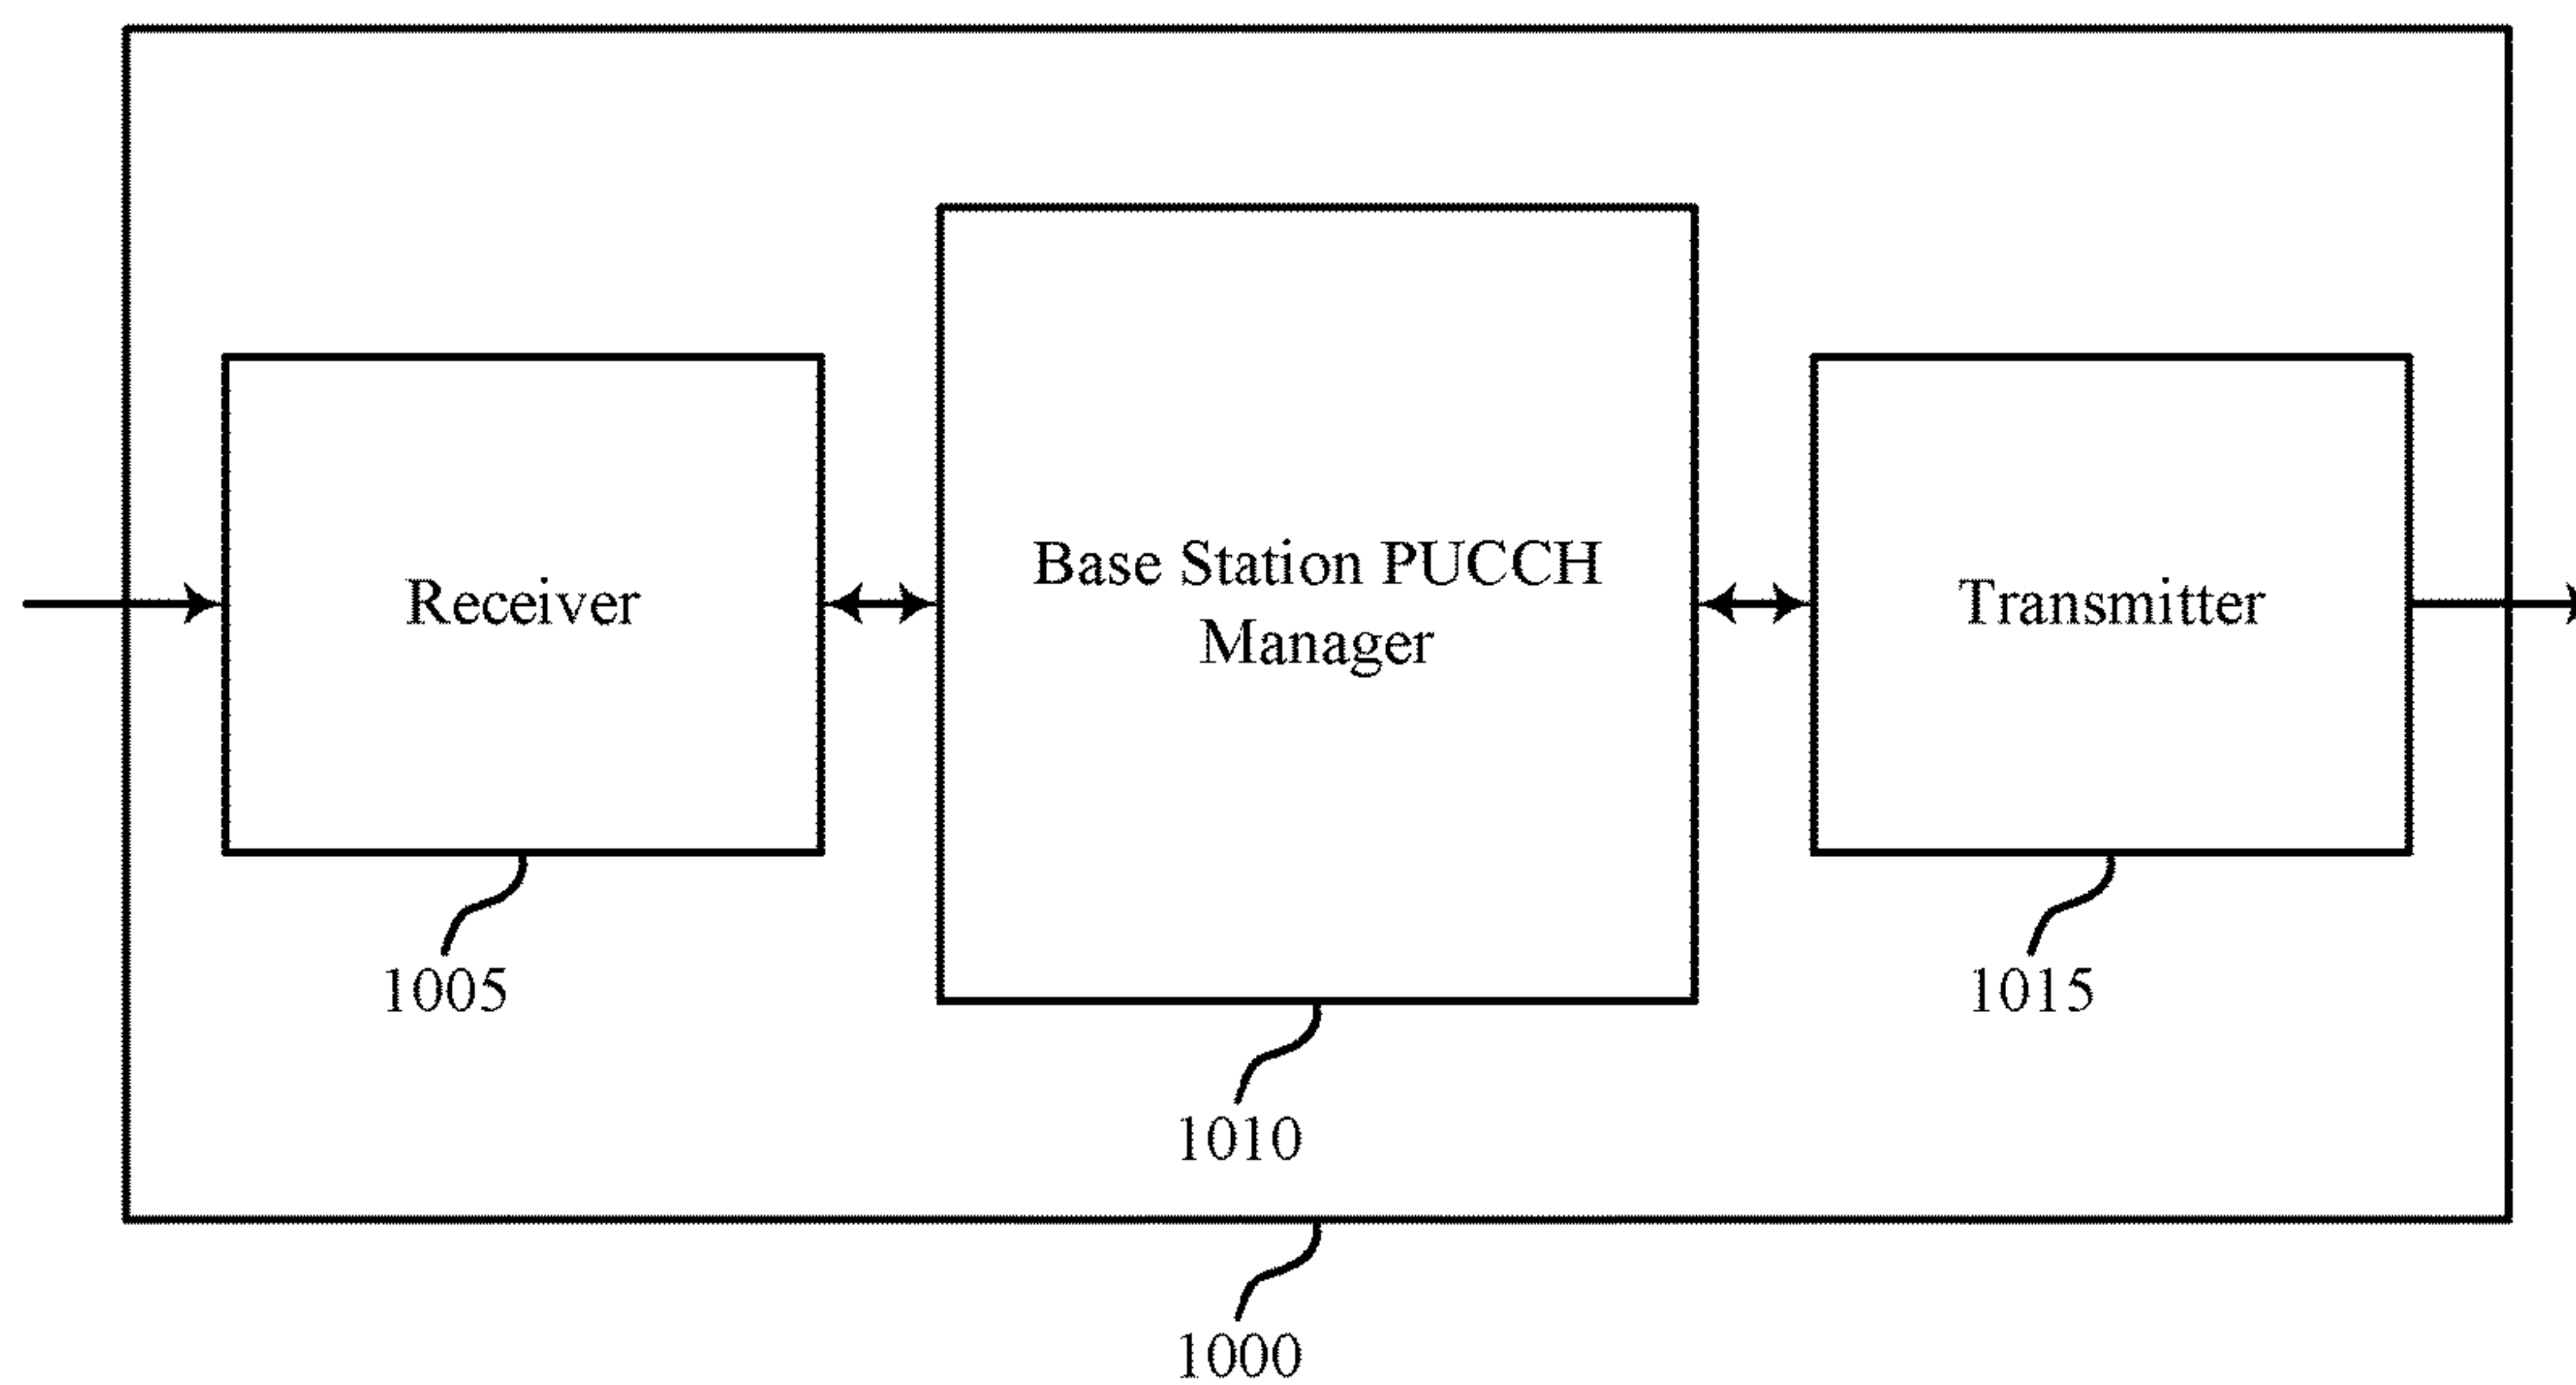 Receiver
Base Station PUCCH
Manager
Transmitter
1005
1015
1010
1000